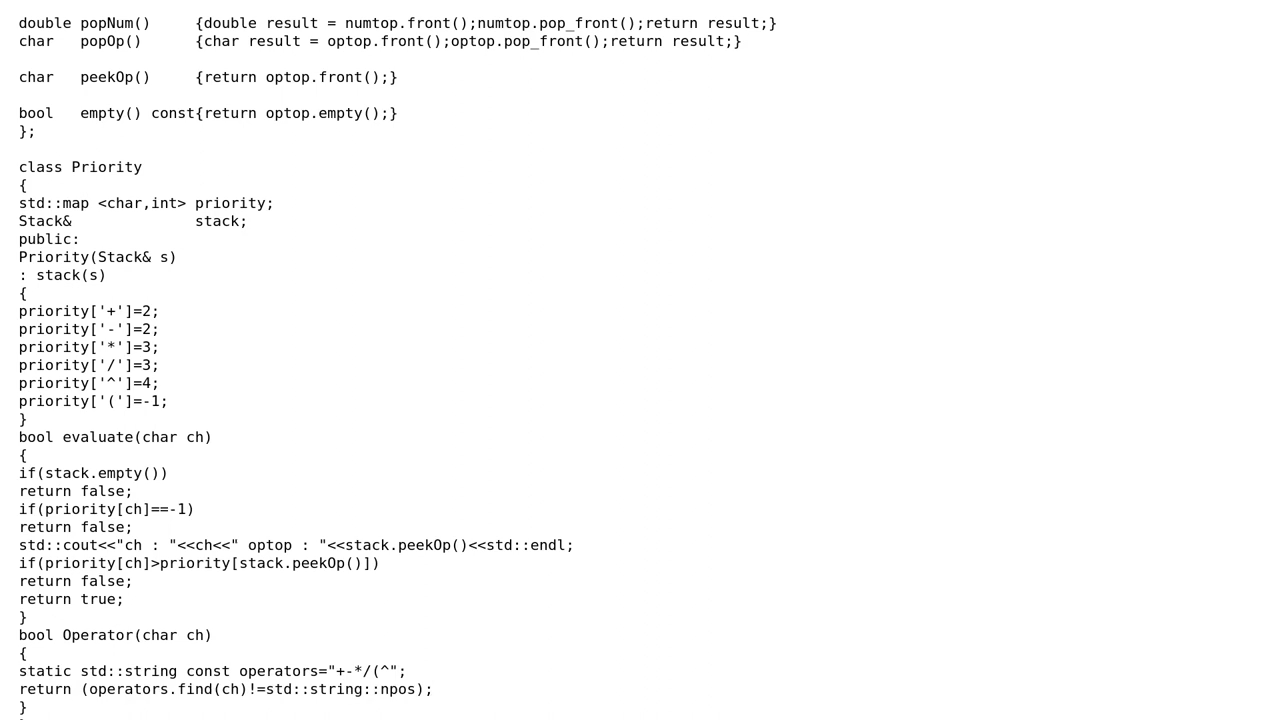 double popNum()     {double result = numtop.front();numtop.pop_front();return result;}
char   popOp()      {char result = optop.front();optop.pop_front();return result;}
char   peekOp()     {return optop.front();}
bool   empty() const{return optop.empty();}
};
class Priority
{
std::map <char,int> priority;
Stack&              stack;
public:
Priority(Stack& s)
: stack(s)
{
priority['+']=2;
priority['-']=2;
priority['*']=3;
priority['/']=3;
priority['^']=4;
priority['(']=-1;
}
bool evaluate(char ch)
{
if(stack.empty())
return false;
if(priority[ch]==-1)
return false;
std::cout<<"ch : "<<ch<<" optop : "<<stack.peekOp()<<std::endl;
if(priority[ch]>priority[stack.peekOp()])
return false;
return true;
}
bool Operator(char ch)
{
static std::string const operators="+-*/(^";
return (operators.find(ch)!=std::string::npos);
}